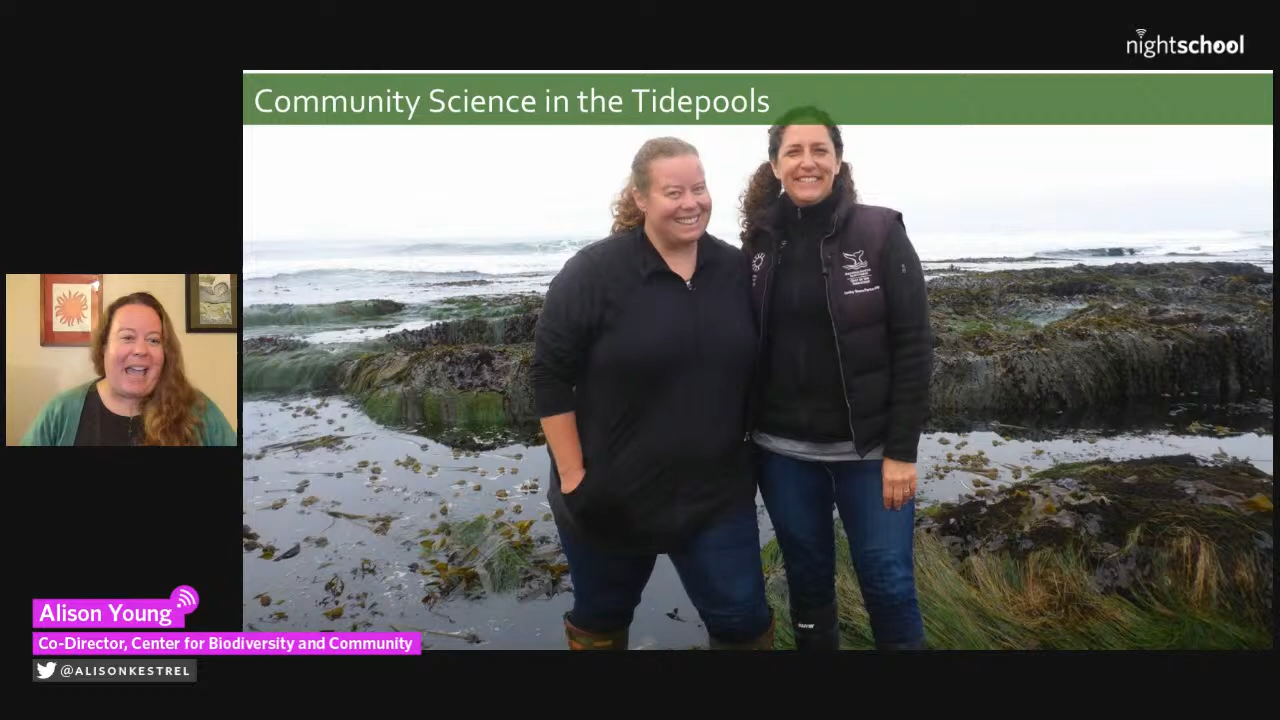 nightschool
Community Science in the Tidepools
Alison Young
Co-Director, Center for Biodiversity and Community
@ALISONKESTREL